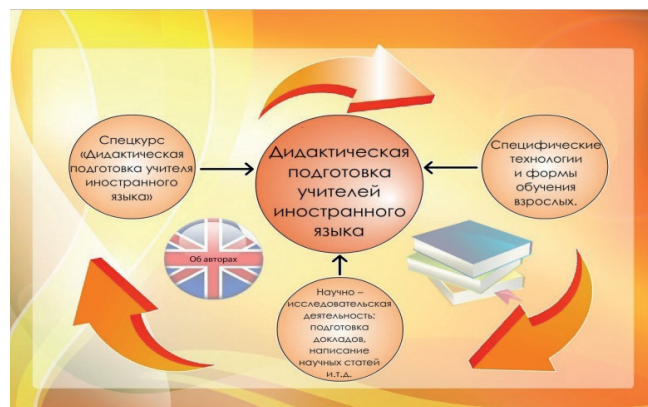 Спецкурс
«Дидактическая
подготовка учителя
иностранного
языка»
Дидактическая
подготовка
учителей
иностранного
языка
Специфические
технологии
и формы
обучения
взрослых.
Об авторах
Научно –
исследовательская
деятельность:
подготовка
докладов,
написание
научных статей
и.т.д.